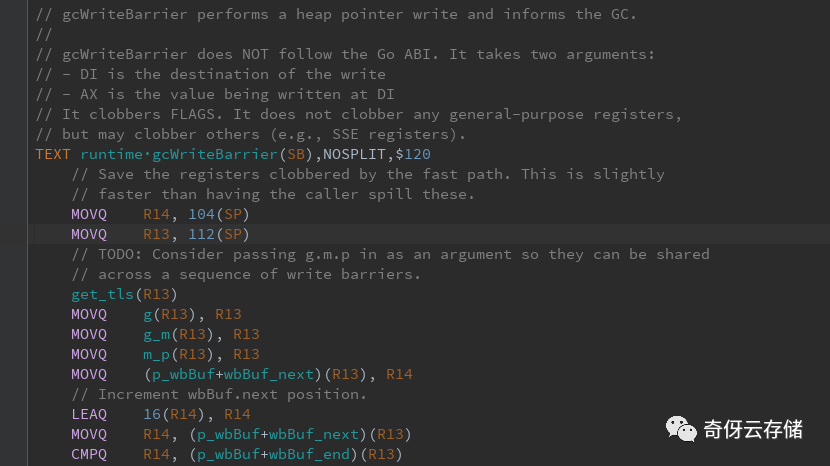 // gcWriteBarrier performs a heap pointer write and informs the GC.
//
// gcWriteBarrier does NOT follow the Go ABI. It takes two arguments:
// - DI is the destination of the write
// - AX is the value being written at DI
// It clobbers FLAGS. It does not clobber any general-purpose registers,
// but may clobber others (e.g., SSE registers).
TEXT runtime·gcWriteBarrier(SB),NOSPLIT,$120
    // Save the registers clobbered by the fast path. This is slightly
    // faster than having the caller spill these.
    MOVQ    R14, 104(SP)
    MOVQ    R13, 112(SP)
    // TODO: Consider passing g.m.p in as an argument so they can be shared
    // across a sequence of write barriers.
    get_tls(R13)
    MOVQ    g(R13), R13
    MOVQ    g_m(R13), R13
    MOVQ    m_p(R13), R13
    MOVQ    (p_wbBuf+wbBuf_next)(R13), R14
    // Increment wbBuf.next position.
    LEAQ    16(R14), R14
    MOVQ    R14, (p_wbBuf+wbBuf_next)(R13)
    CMPQ    R14, (p_wbBuf+wbBuf_end)(R13)
奇伢云存储